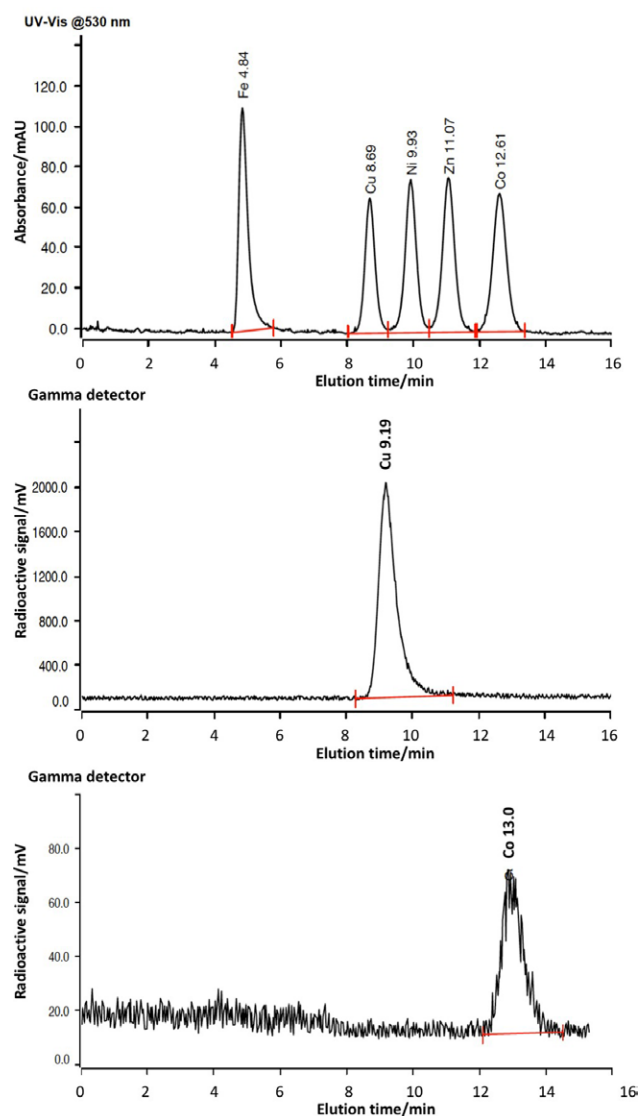 UV-Vis @530 nm
Absorbance/mAU
120.0
100.0
80.0
60.0
40.0
20.0
0.0
Fe 4.84
Cu 8.69
Ni 9.93
Zn 11.07
Co 12.61
0 2 4 6 8 10 12 14 16
Elution time/min
Gamma detector
Radioactive signal/mV
2000.0
1600.0
1200.0
800.0
400.0
0.0
Cu 9.19
0 2 4 6 8 10 12 14 16
Elution time/min
Gamma detector
Radioactive signal/mV
80.0
60.0
40.0
20.0
0.0
Co 13.0
0 2 4 6 8 10 12 14 16
Elution time/min